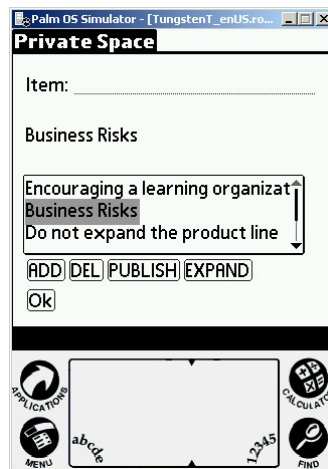 Palm OS Simulator - [TungstenT_enUS.ro...
Private Space
Item:
Business Risks
Encouraging a learning organizat
Business Risks
Do not expand the product line
ADD DEL PUBLISH EXPAND
Ok
APPLICATIONS
CALCULATO
abcde
12345
MENU
FIND